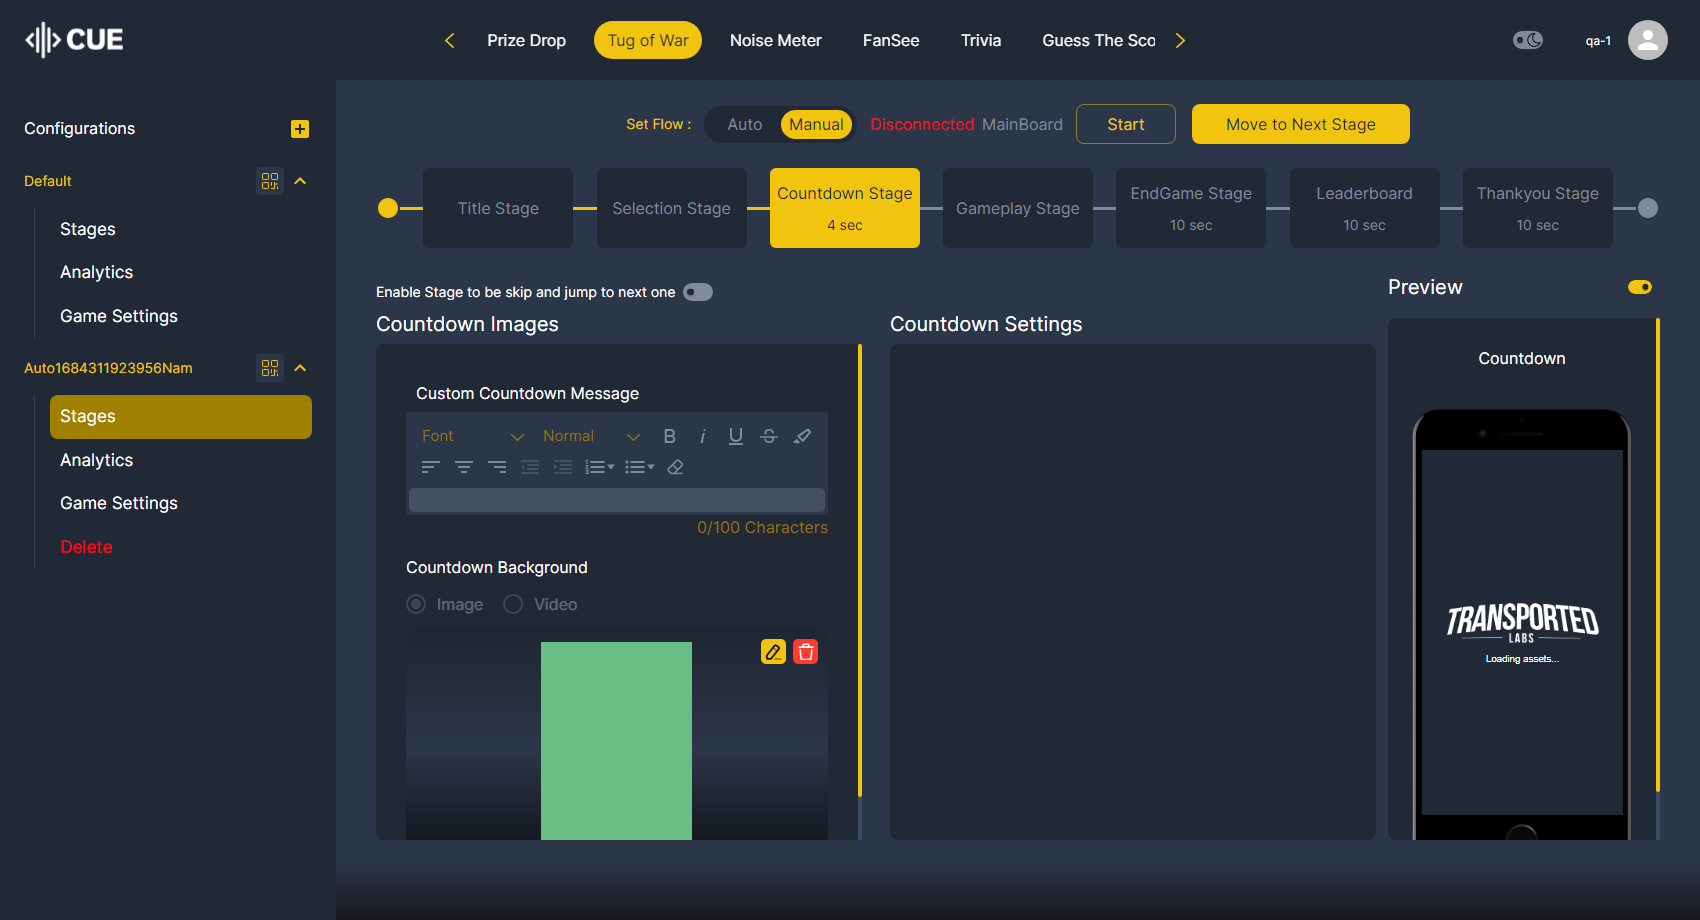 CUE
Prize Drop
Tug of War
Noise Meter
FanSee
Trivia
Guess The Sco
qa-1
Configurations
Default
Stages
Analytics
Game Settings
Auto1684311923956Nam
Stages
Analytics
Game Settings
Delete
Set Flow :
Auto
Manual
Disconnected MainBoard
Start
Move to Next Stage
Title Stage
Selection Stage
Countdown Stage
4 sec
Gameplay Stage
EndGame Stage
10 sec
Leaderboard
10 sec
Thankyou Stage
10 sec
Enable Stage to be skip and jump to next one
Countdown Images
Custom Countdown Message
Font
Normal
B
i
U
S
0/100 Characters
Countdown Background
Image
Video
Countdown Settings
Preview
Countdown
TRANSPORTED
LABS
Loading assets...